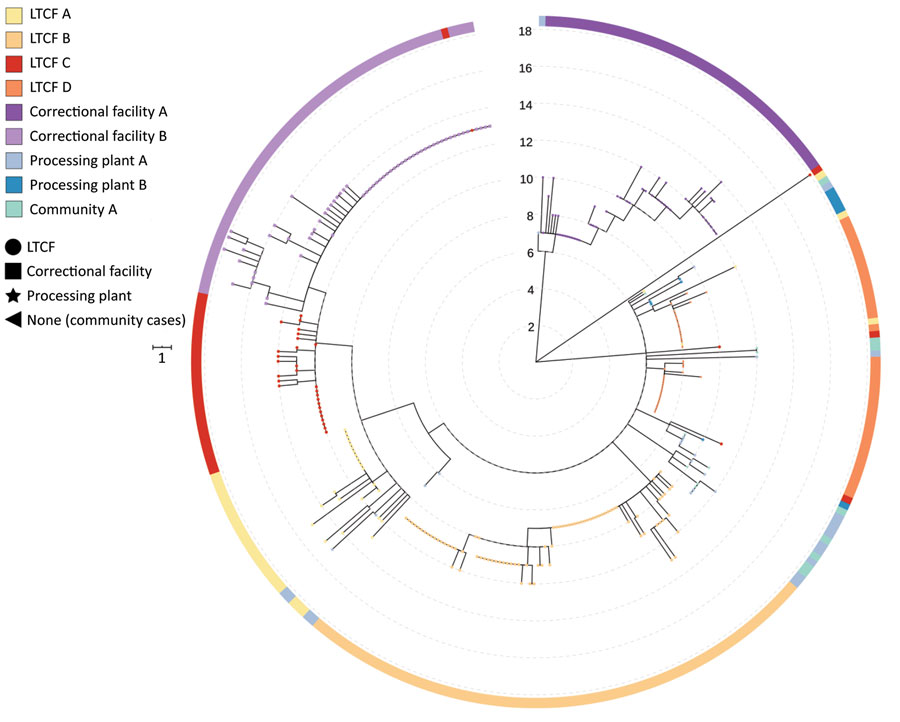 LTCF A
LTCF B
LTCF C
LTCF D
Correctional facility A
Correctional facility B
Processing plant A
Processing plant B
Community A
LTCF
Correctional facility
Processing plant
None (community cases)
1
18
16
14
12
10
8
6
4
2